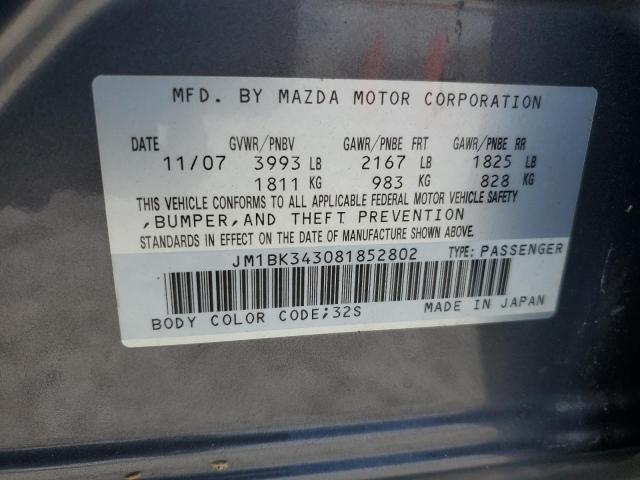 MFD. BY MAZDA MOTOR CORPORATION
DATE GVWR/PNBV GAWR/PNBE FRT GAWR/PNBE RR
11/07 3993 LB 2167 LB 1825 LB
1811 KG 983 KG 828 KG
THIS VEHICLE CONFORMS TO ALL APPLICABLE FEDERAL MOTOR VEHICLE SAFETY
,BUMPER,AND THEFT PREVENTION
STANDARDS IN EFFECT ON THE DATE OF MANUFACTURE SHOWN ABOVE.
JM1BK343081852802 TYPE: PASSENGER
BODY COLOR CODE;32S MADE IN JAPAN